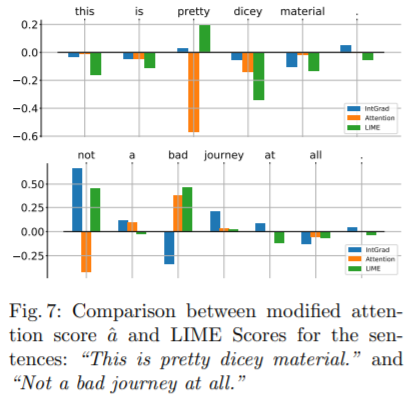 this is pretty dicey material .
0.2
0.0
−0.2
−0.4
−0.6
IntGrad
Attention
LIME
not a bad journey at all .
0.50
0.25
0.00
−0.25
IntGrad
Attention
LIME
Fig. 7: Comparison between modified atten-
tion score â and LIME Scores for the sen-
tences: “This is pretty dicey material.” and
“Not a bad journey at all.”